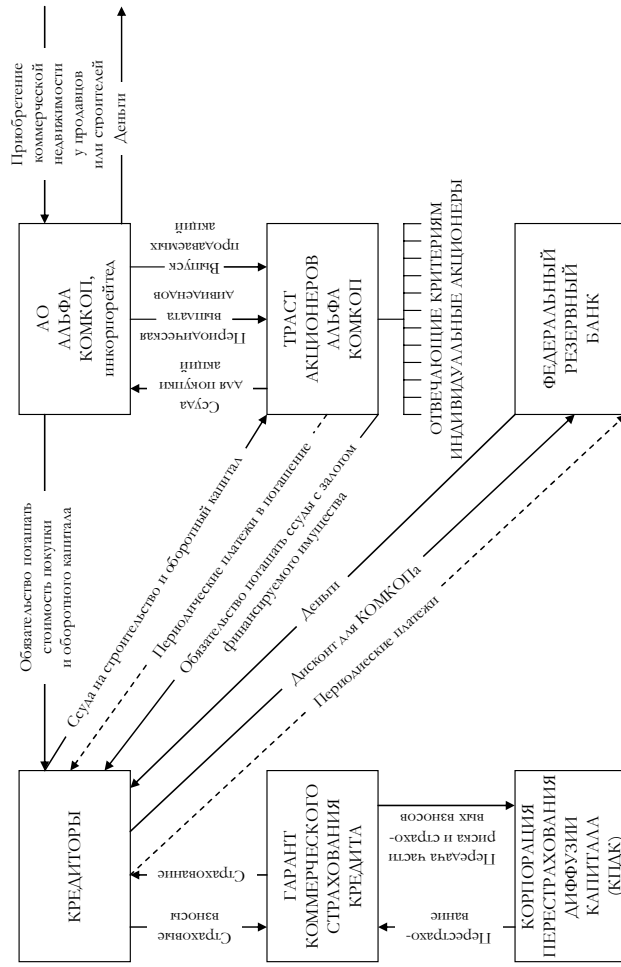 Приобретение
коммерческой
недвижимости
у продавцов
или строителей
Деньги
АО
АЛЬФА
КОМКОП,
инкорпорейтед
Обязательство погашать
стоимость покупки
и оборотного капитала
КРЕДИТОРЫ
Выпуск
продаваемых
акций
Периодическая
выплата
дивидендов
Ссуда
для покупки
акций
ТРАСТ
АКЦИОНЕРОВ
АЛЬФА
КОМКОП
ОТВЕЧАЮЩИЕ КРИТЕРИЯМ
ИНДИВИДУАЛЬНЫЕ АКЦИОНЕРЫ
Ссуда на строительство и оборотный капитал
Периодические платежи в погашение
Обязательство погашать ссуды с залогом
финансируемого имущества
Деньги
Дисконт для КОМКОПа
Периодиеские платежи
ФЕДЕРАЛЬНЫЙ
РЕЗЕРВНЫЙ
БАНК
Страхование
Страховые
взносы
ГАРАНТ
КОММЕРЧЕСКОГО
СТРАХОВАНИЯ
КРЕДИТА
Передача части
риска и страхо-
вых взносов
Перестрахо-
вание
КОРПОРАЦИЯ
ПЕРЕСТРАХОВАНИЯ
ДИФФУЗИИ
КАПИТАЛА
(КПДК)